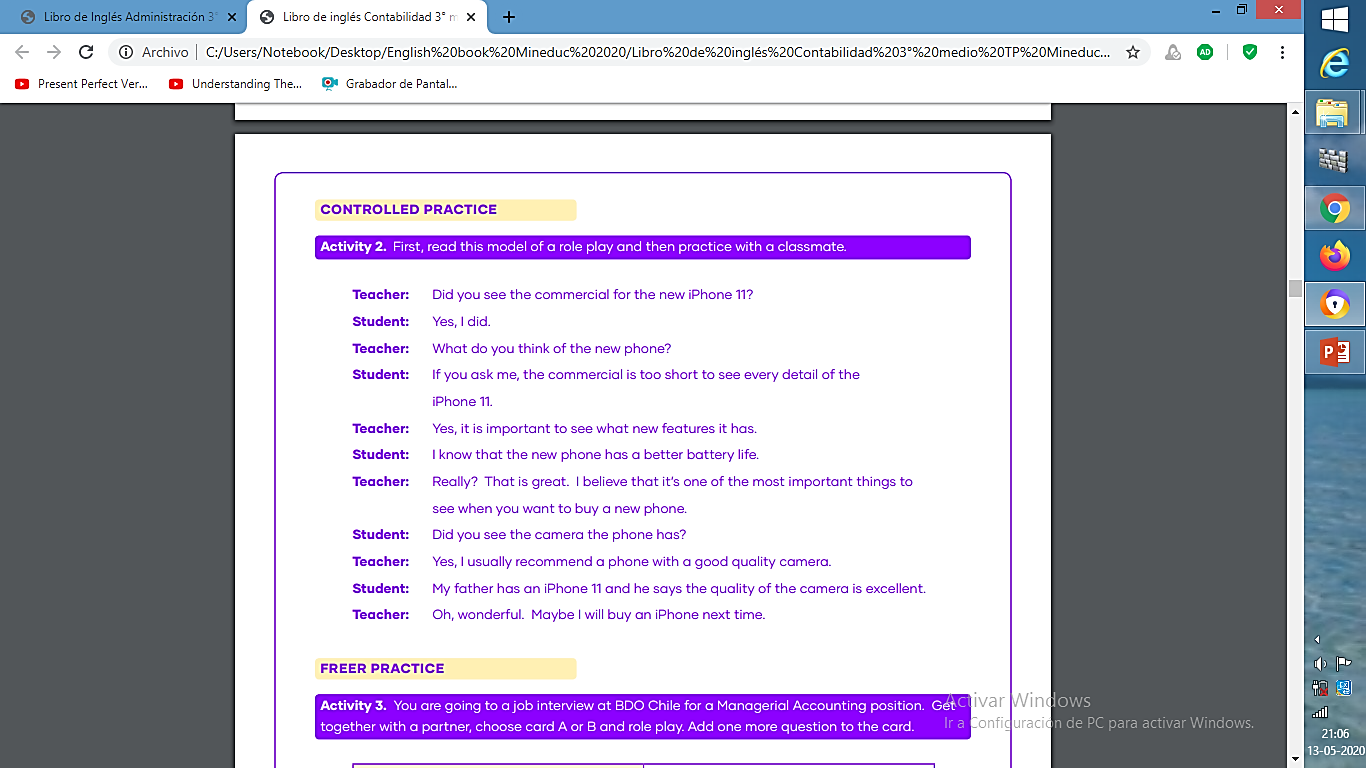 Libro de Inglés Administración 3°
Libro de inglés Contabilidad 3° m
Archivo
C:/Users/Notebook/Desktop/English%20book%20Mineduc%202020/Libro%20de%20inglés%20Contabilidad%203°%20medio%20TP%20Mineduc...
AD
Present Perfect Ver...
Understanding The...
Grabador de Pantal...
CONTROLLED PRACTICE
Activity 2. First, read this model of a role play and then practice with a classmate.
Teacher: Did you see the commercial for the new iPhone 11?
Student: Yes, I did.
Teacher: What do you think of the new phone?
Student: If you ask me, the commercial is too short to see every detail of the
iPhone 11.
Teacher: Yes, it is important to see what new features it has.
Student: I know that the new phone has a better battery life.
Teacher: Really? That is great. I believe that it's one of the most important things to
see when you want to buy a new phone.
Student: Did you see the camera the phone has?
Teacher: Yes, I usually recommend a phone with a good quality camera.
Student: My father has an iPhone 11 and he says the quality of the camera is excellent.
Teacher: Oh, wonderful. Maybe I will buy an iPhone next time.
FREER PRACTICE
Activity 3. You are going to a job interview at BDO Chile for a Managerial Accounting position. Get
together with a partner, choose card A or B and role play. Add one more question to the card.
Activar Windows
Ir a Configuración de PC para activar Windows.
21:06
13-05-2020